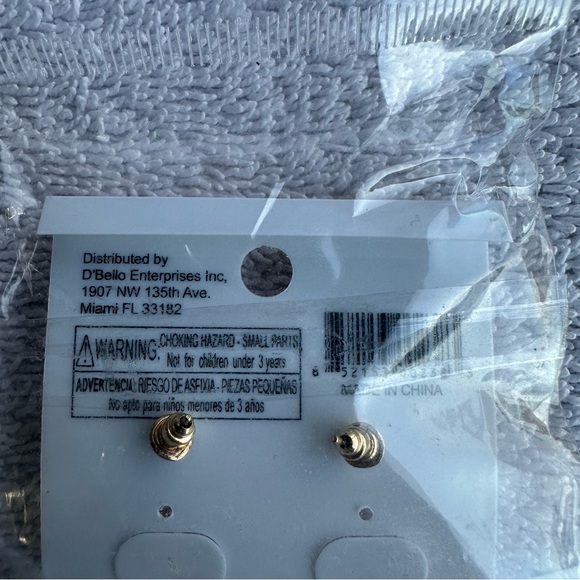 Distributed by
D'Bello Enterprises Inc,
1907 NW 135th Ave.
Miami FL 33182
WARNING. CHOKING HAZARD - SMALL PARTS
Not for children under 3 years
ADVERTENCIA: RIESGO DE ASFIXIA - PIEZAS PEQUEÑAS
No apto para niños menores de 3 años
MADE IN CHINA